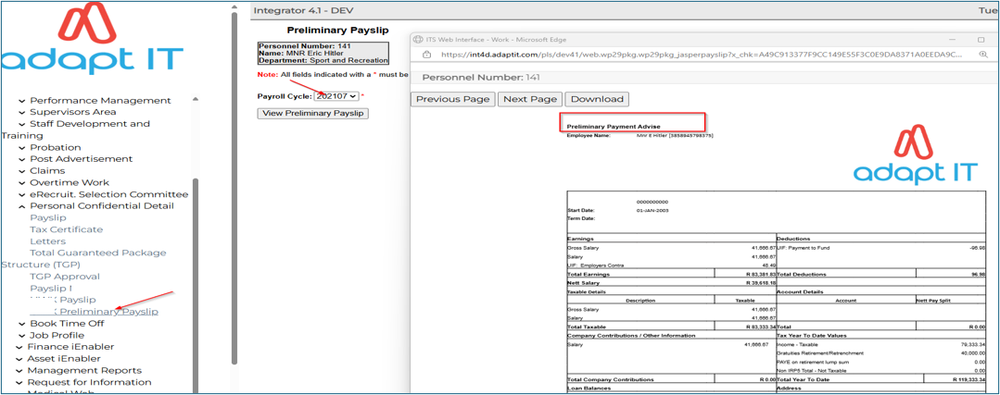 adapt IT
Performance Management
Supervisors Area
Staff Development and
Training
Probation
Post Advertisement
Claims
Overtime Work
eRecruit. Selection Committee
Personal Confidential Detail
Payslip
Tax Certificate
Letters
Total Guaranteed Package
Structure (TGP)
TGP Approval
Payslip
Payslip
Preliminary Payslip
Book Time Off
Job Profile
Finance iEnabler
Asset iEnabler
Management Reports
Request for Information
Medical Web
Integrator 4.1 - DEV
Tue
Preliminary Payslip
Personnel Number: 141
Name: MNR Eric Hitler
Department: Sport and Recreation
Note: All fields indicated with a * must be
Payroll Cycle: 202107 *
View Preliminary Payslip
ITS Web Interface - Work - Microsoft Edge
https://int4d.adaptit.com/pls/dev41/web.wp29pkg.wp29pkg_jasperpayslip?x_chk=A49C913377F9CC149E55F3C0E9DA8371A0EEDA9C...
Personnel Number: 141
Previous Page Next Page Download
Preliminary Payment Advise
Employee Name: Mnr E Hitler [3858945798375]
adapt IT
0000000000
Start Date: 01-JAN-2003
Term Date:
Earnings Deductions
Gross Salary 41,666.67 UIF: Payment to Fund -96.98
Salary 41,666.67
UIF: Employers Contra 48.49
Total Earnings R 83,381.83 Total Deductions 96.98
Nett Salary R 39,618.18
Taxable Details Account Details
Description Taxable Account Nett Pay Split
Gross Salary 41,666.67
Salary 41,666.67
Total Taxable R 83,333.34 Total R 0.00
Company Contributions / Other Information Tax Year To Date Values
Salary 41,666.67 Income - Taxable 79,333.34
Gratuities Retirement/Retrenchment 40,000.00
PAYE on retirement lump sum 0.00
Non IRP5 Total - Not Taxable 0.00
Total Company Contributions R 0.00 Total Year To Date R 119,333.34
Loan Balances Address